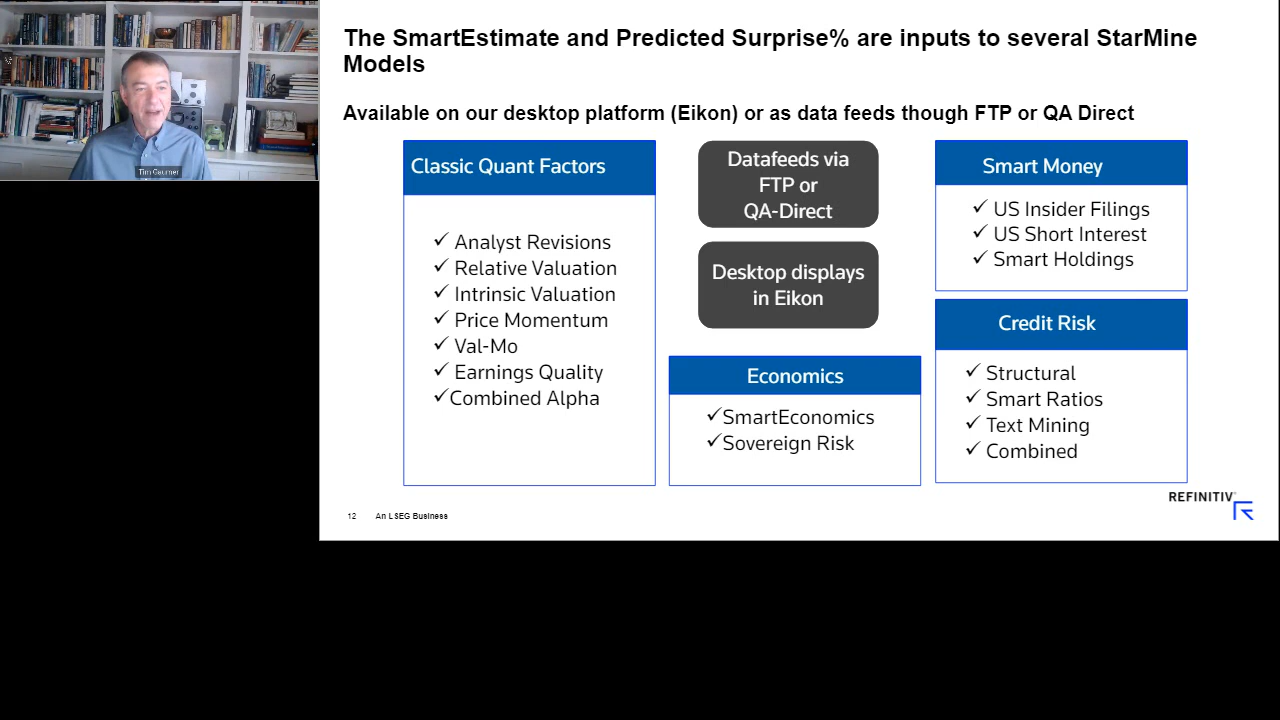 The SmartEstimate and Predicted Surprise% are inputs to several StarMine
Models
Available on our desktop platform (Eikon) or as data feeds though FTP or QA Direct
Classic Quant Factors
✓ Analyst Revisions
✓ Relative Valuation
✓ Intrinsic Valuation
✓ Price Momentum
✓ Val-Mo
✓ Earnings Quality
✓Combined Alpha
Datafeeds via
FTP or
QA-Direct
Desktop displays
in Eikon
Economics
✓SmartEconomics
✓Sovereign Risk
Smart Money
✓ US Insider Filings
✓ US Short Interest
✓ Smart Holdings
Credit Risk
✓ Structural
✓ Smart Ratios
✓ Text Mining
✓ Combined
12 An LSEG Business
REFINITIV
Tim Gaumer